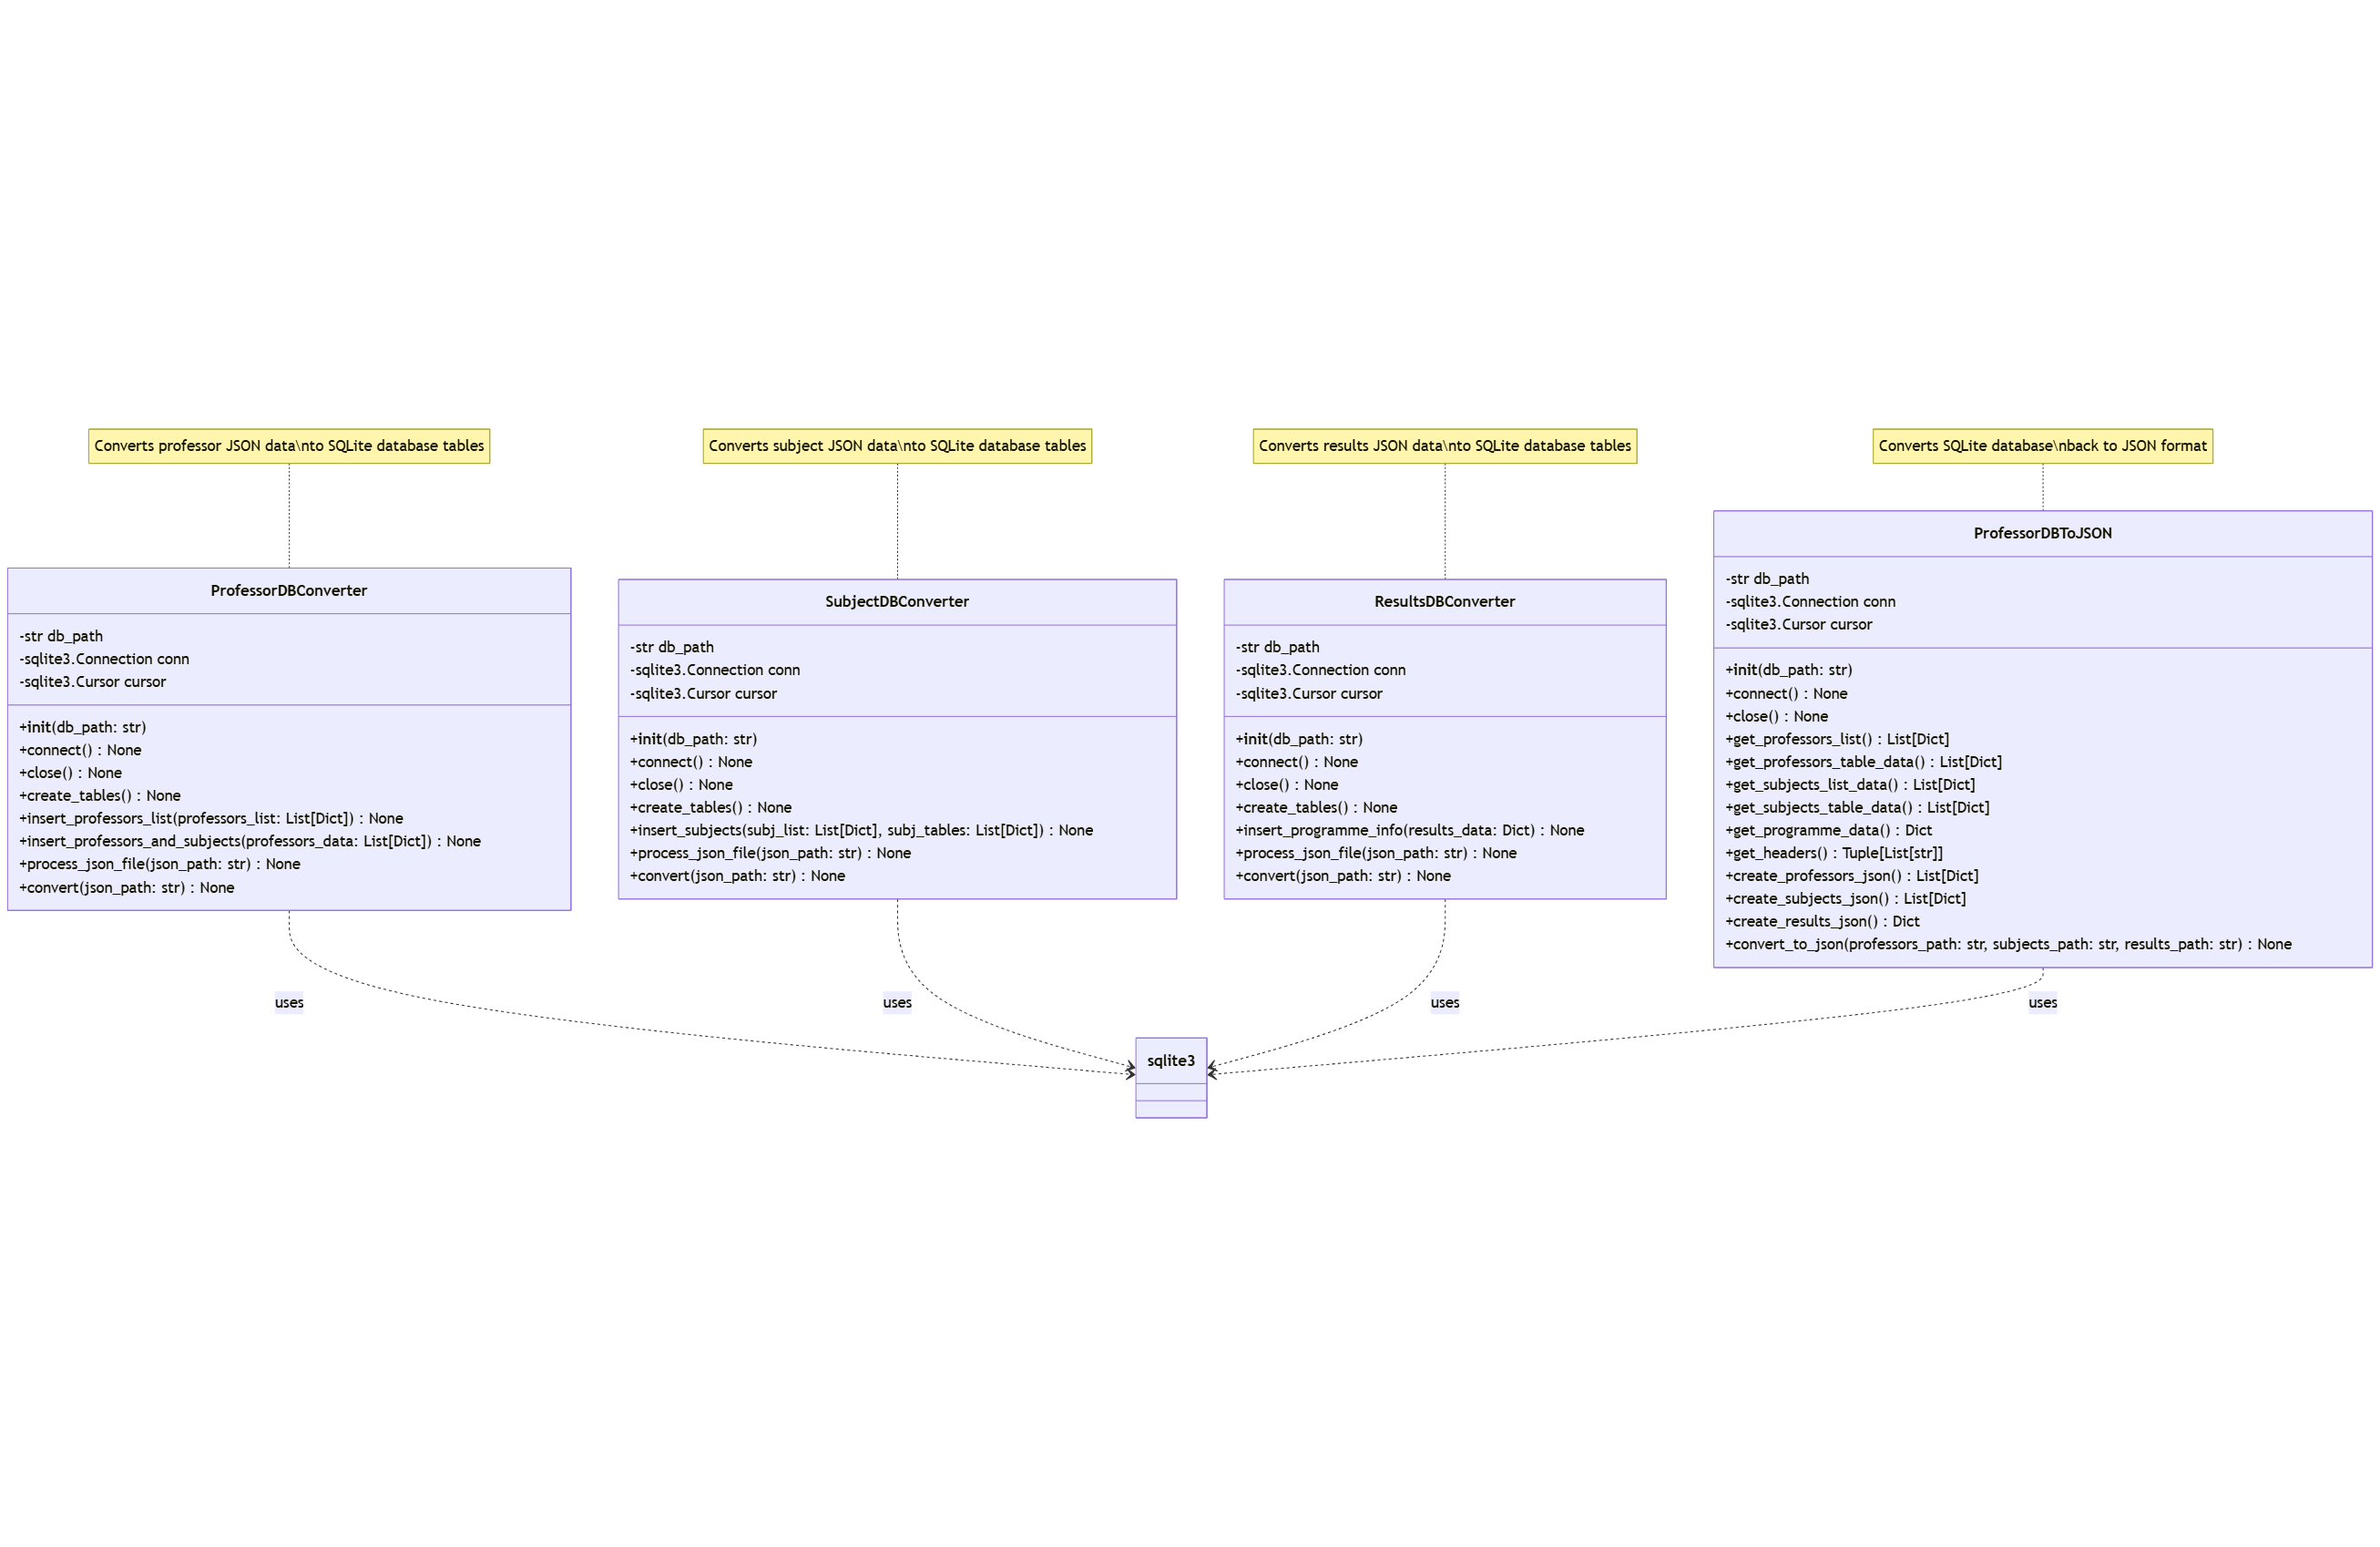 Converts professor JSON data\nto SQLite database tables
Converts subject JSON data\nto SQLite database tables
Converts results JSON data\nto SQLite database tables
Converts SQLite database\nback to JSON format
ProfessorDBConverter
-str db_path
-sqlite3.Connection conn
-sqlite3.Cursor cursor
+init(db_path: str)
+connect() : None
+close() : None
+create_tables() : None
+insert_professors_list(professors_list: List[Dict]) : None
+insert_professors_and_subjects(professors_data: List[Dict]) : None
+process_json_file(json_path: str) : None
+convert(json_path: str) : None
SubjectDBConverter
-str db_path
-sqlite3.Connection conn
-sqlite3.Cursor cursor
+init(db_path: str)
+connect() : None
+close() : None
+create_tables() : None
+insert_subjects(subj_list: List[Dict], subj_tables: List[Dict]) : None
+process_json_file(json_path: str) : None
+convert(json_path: str) : None
ResultsDBConverter
-str db_path
-sqlite3.Connection conn
-sqlite3.Cursor cursor
+init(db_path: str)
+connect() : None
+close() : None
+create_tables() : None
+insert_programme_info(results_data: Dict) : None
+process_json_file(json_path: str) : None
+convert(json_path: str) : None
ProfessorDBToJSON
-str db_path
-sqlite3.Connection conn
-sqlite3.Cursor cursor
+init(db_path: str)
+connect() : None
+close() : None
+get_professors_list() : List[Dict]
+get_professors_table_data() : List[Dict]
+get_subjects_list_data() : List[Dict]
+get_subjects_table_data() : List[Dict]
+get_programme_data() : Dict
+get_headers() : Tuple[List[str]]
+create_professors_json() : List[Dict]
+create_subjects_json() : List[Dict]
+create_results_json() : Dict
+convert_to_json(professors_path: str, subjects_path: str, results_path: str) : None
uses
uses
uses
uses
sqlite3